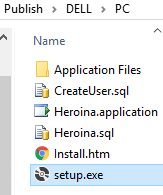 Publish › DELL › PC
Name
Application Files
CreateUser.sql
Heroina.application
Heroina.sql
Install.htm
setup.exe